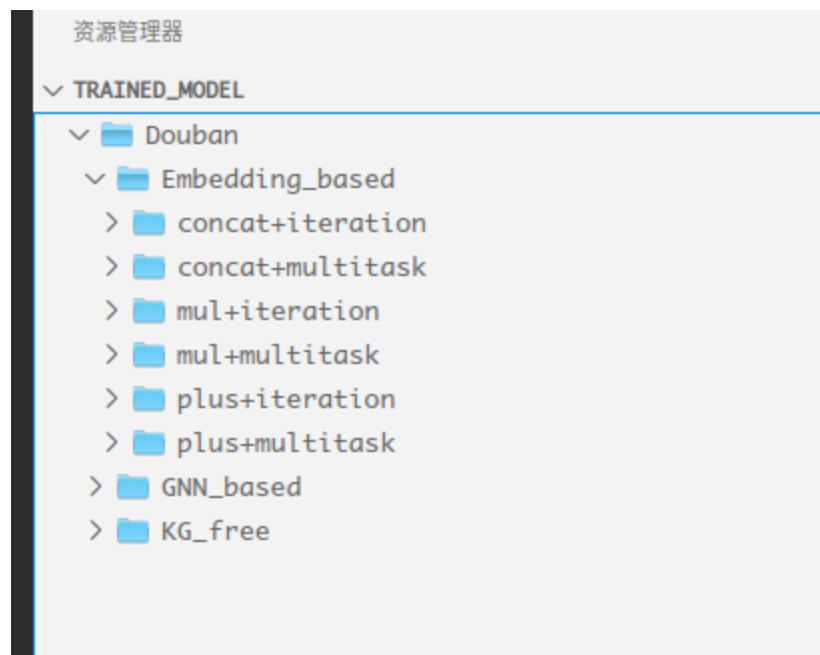 资源管理器
TRAINED_MODEL
Douban
Embedding_based
concat+iteration
concat+multitask
mul+iteration
mul+multitask
plus+iteration
plus+multitask
GNN_based
KG_free